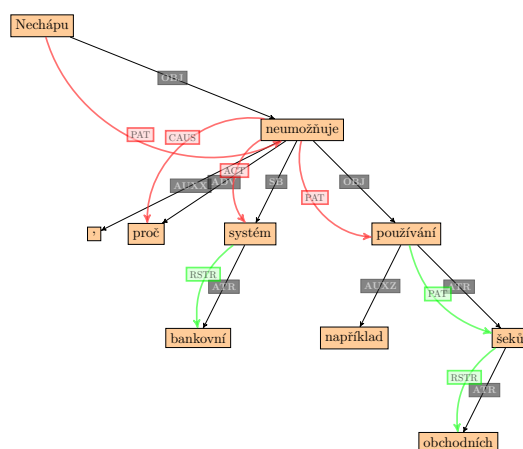 Nechápu
OBJ
PAT
CAUS
neumožňuje
ACT
AUXX
ADV
SB
OBJ
PAT
,
proč
systém
používání
RSTR
ATR
AUXZ
PAT
ATR
bankovní
například
šeků
RSTR
ATR
obchodních